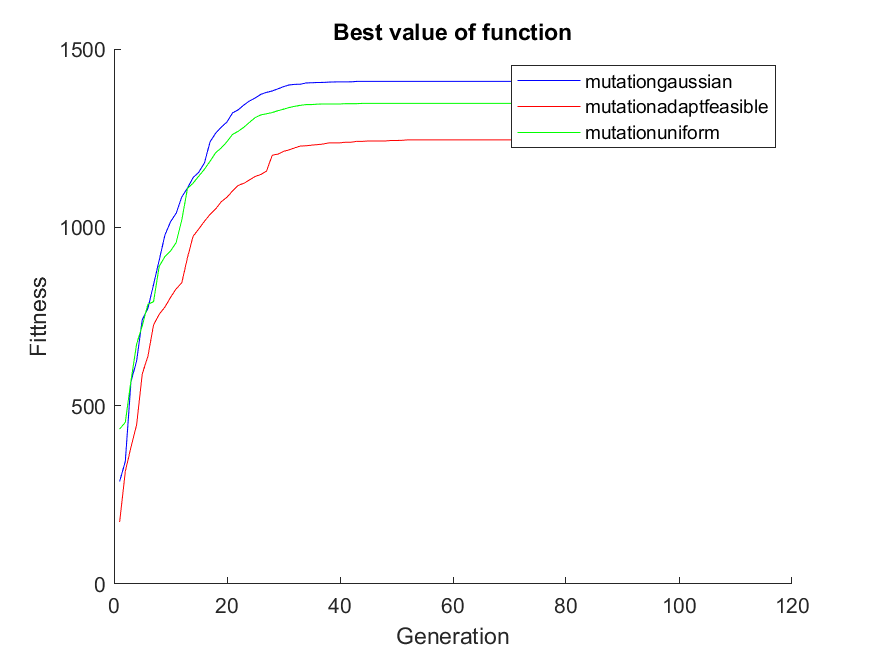 Best value of function
1500
1000
500
0
Fittness
mutationgaussian
mutationadaptfeasible
mutationuniform
0 20 40 60 80 100 120
Generation